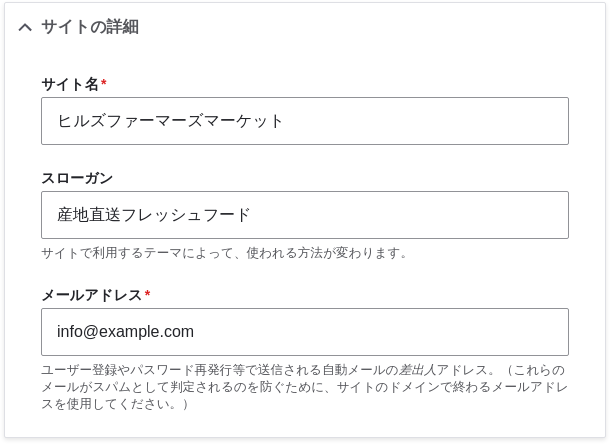 サイトの詳細
サイト名*
ヒルズファーマーズマーケット
スローガン
産地直送フレッシュフード
サイトで利用するテーマによって、使われる方法が変わります。
メールアドレス*
info@example.com
ユーザー登録やパスワード再発行等で送信される自動メールの差出人アドレス。（これらの
メールがスパムとして判定されるのを防ぐために、サイトのドメインで終わるメールアドレ
スを使用してください。）